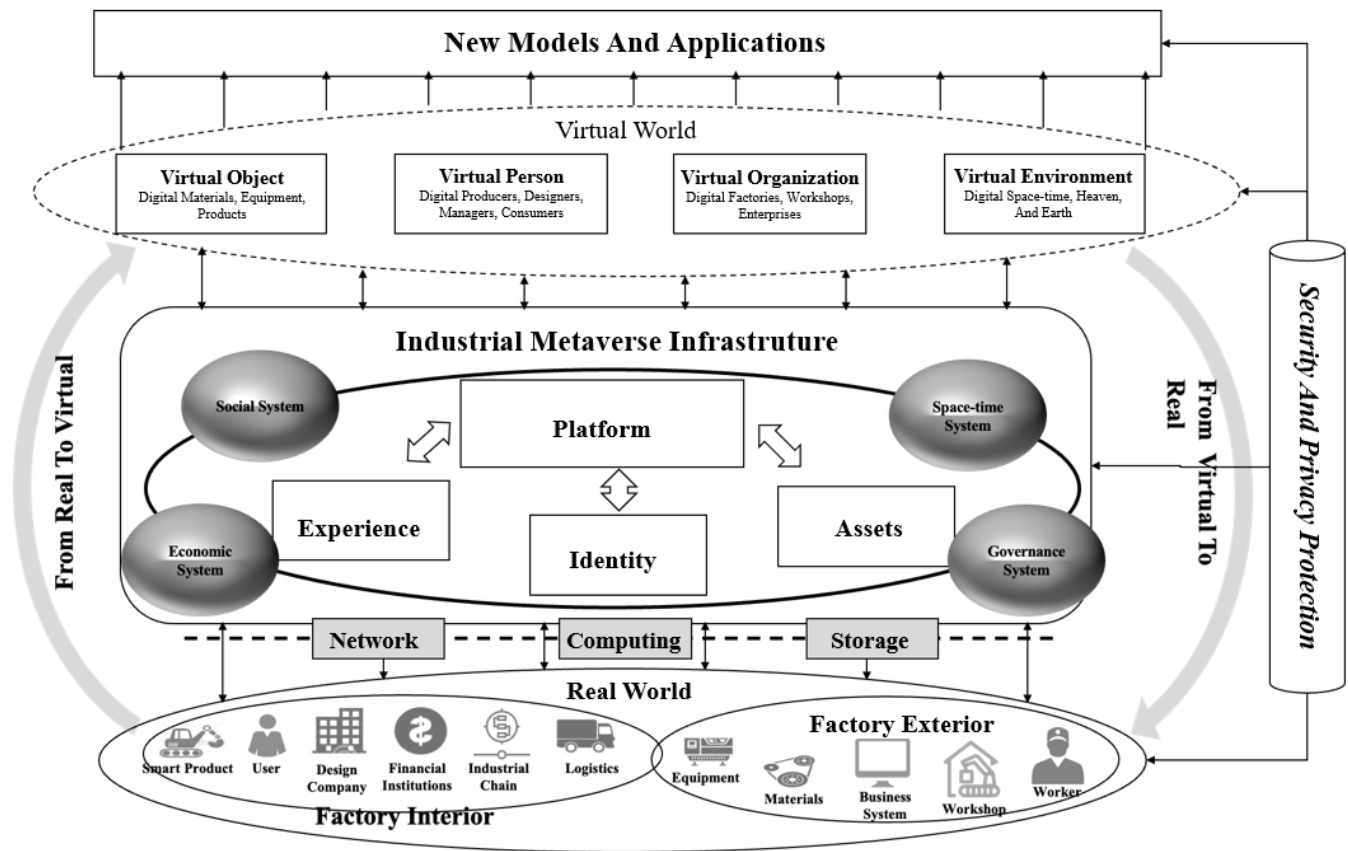 New Models And Applications
Virtual World
Virtual Object
Digital Materials, Equipment,
Products
Virtual Person
Digital Producers, Designers,
Managers, Consumers
Virtual Organization
Digital Factories, Workshops,
Enterprises
Virtual Environment
Digital Space-time, Heaven,
And Earth
From Real To Virtual
Industrial Metaverse Infrastruture
Social System
Space-time
System
Platform
Experience
Identity
Assets
Economic
System
Governance
System
From Virtual To
Real
Security And Privacy Protection
Network
Computing
Storage
Real World
Smart Product
User
Design
Company
Financial
Institutions
Industrial
Chain
Logistics
Factory Interior
Factory Exterior
Equipment
Materials
Business
System
Workshop
Worker